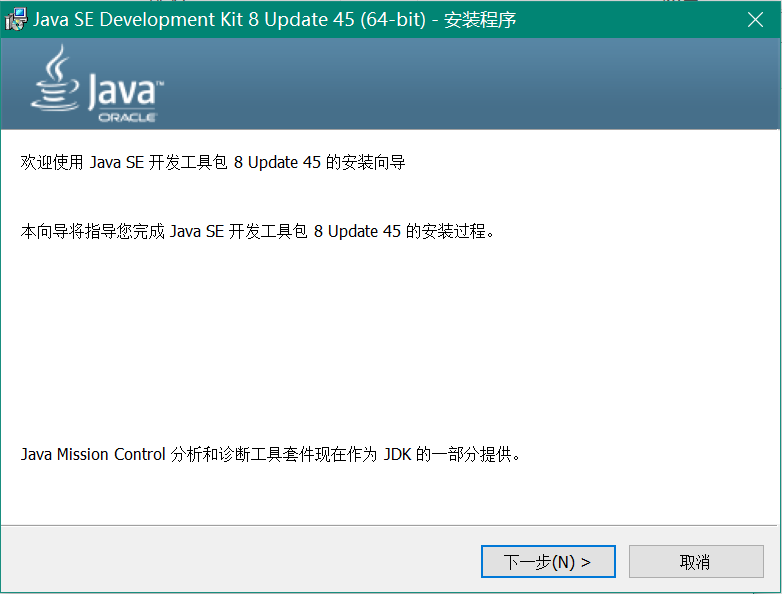 Java SE Development Kit 8 Update 45 (64-bit) - 安装程序
Java™
ORACLE
欢迎使用 Java SE 开发工具包 8 Update 45 的安装向导
本向导将指导您完成 Java SE 开发工具包 8 Update 45 的安装过程。
Java Mission Control 分析和诊断工具套件现在作为 JDK 的一部分提供。
下一步(N) >
取消